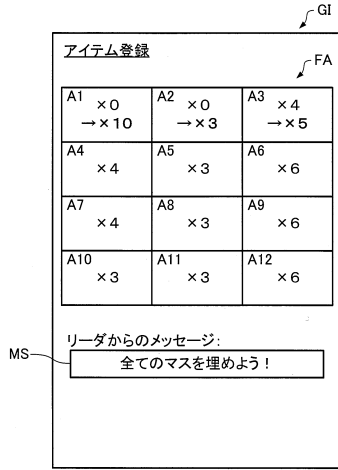 GI
アイテム登録
FA
A1 A2 A3
×0 ×0 ×4
→×10 →×3 →×5
A4 A5 A6
×4 ×3 ×6
A7 A8 A9
×4 ×3 ×6
A10 A11 A12
×3 ×3 ×6
リーダからのメッセージ:
MS 全てのマスを埋めよう!